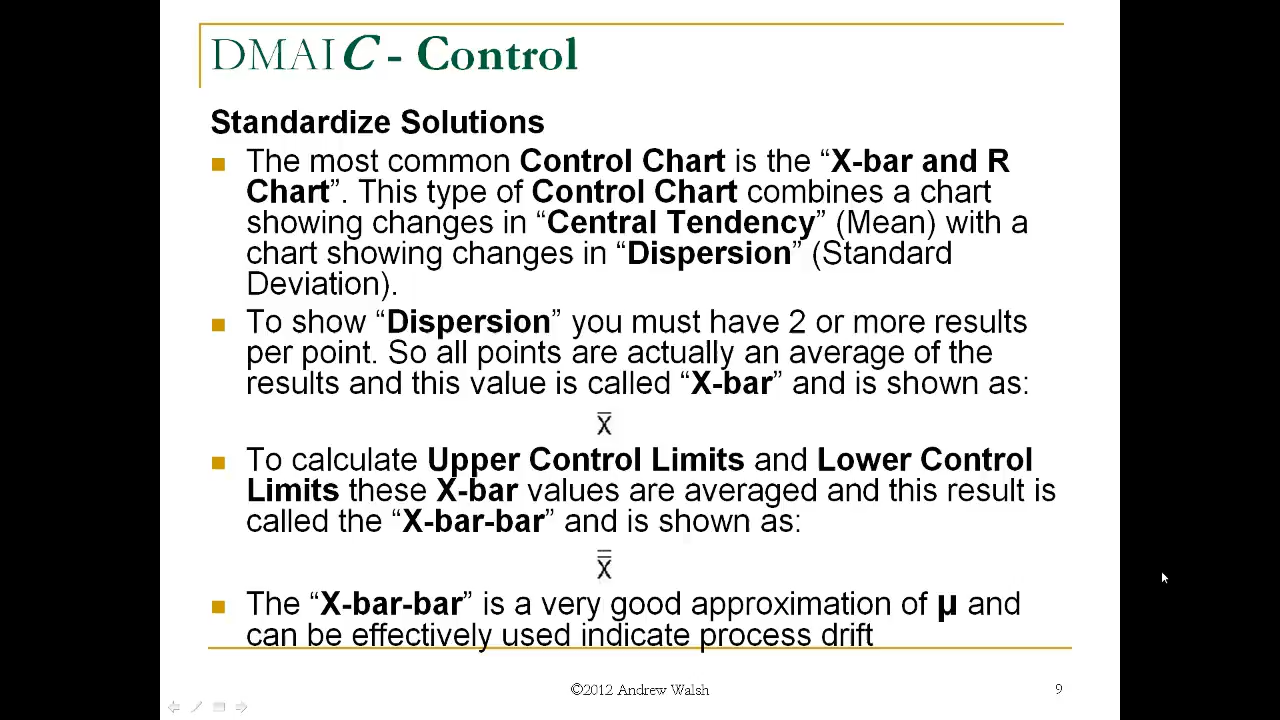 DMAIC - Control
Standardize Solutions
The most common Control Chart is the “X-bar and R
Chart”. This type of Control Chart combines a chart
showing changes in “Central Tendency” (Mean) with a
chart showing changes in “Dispersion” (Standard
Deviation).
To show “Dispersion” you must have 2 or more results
per point. So all points are actually an average of the
results and this value is called “X-bar” and is shown as:
X̅
To calculate Upper Control Limits and Lower Control
Limits these X-bar values are averaged and this result is
called the “X-bar-bar” and is shown as:
X̿
The “X-bar-bar” is a very good approximation of µ and
can be effectively used indicate process drift
©2012 Andrew Walsh
9